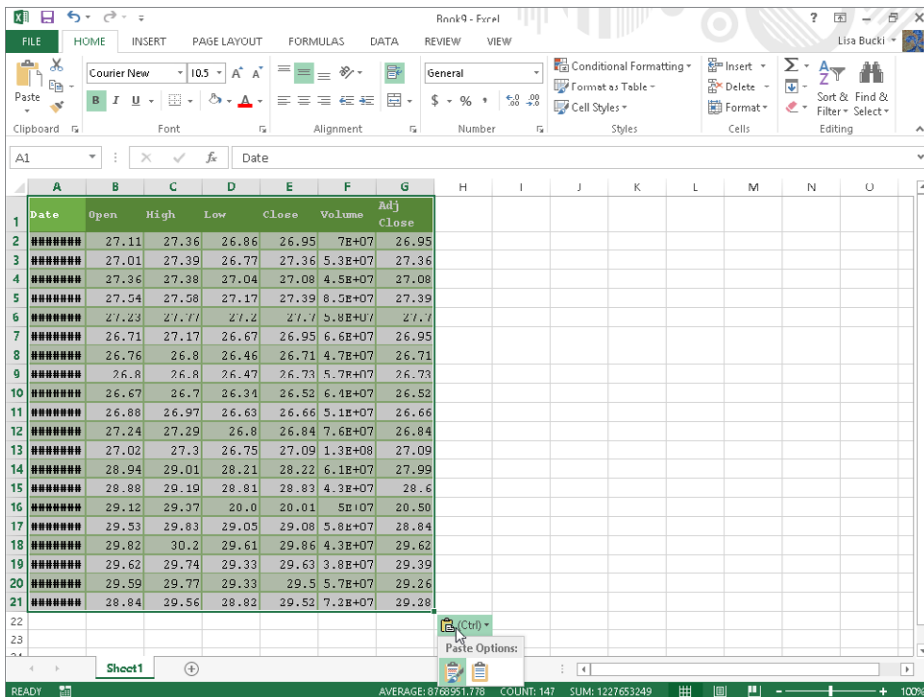 Book9 - Excel
FILE HOME INSERT PAGE LAYOUT FORMULAS DATA REVIEW VIEW Lisa Bucki
Courier New 10.5 General Conditional Formatting Insert
Paste Format as Table Delete Sort & Find &
B I U $ % Cell Styles Format Filter Select
Clipboard Font Alignment Number Styles Cells Editing
A1 fx Date
A B C D E F G H I J K L M N O
1 Date Open High Low Close Volume Adj Close
2 ####### 27.11 27.36 26.86 26.95 7E+07 26.95
3 ####### 27.01 27.39 26.77 27.36 5.3E+07 27.36
4 ####### 27.36 27.38 27.04 27.08 4.5E+07 27.08
5 ####### 27.54 27.58 27.17 27.39 8.5E+07 27.39
6 ####### 27.23 27.77 27.2 27.7 5.8E+07 27.7
7 ####### 26.71 27.17 26.67 26.95 6.6E+07 26.95
8 ####### 26.76 26.8 26.46 26.71 4.7E+07 26.71
9 ####### 26.8 26.8 26.47 26.73 5.7E+07 26.73
10 ####### 26.67 26.7 26.34 26.52 6.4E+07 26.52
11 ####### 26.88 26.97 26.63 26.66 5.1E+07 26.66
12 ####### 27.24 27.29 26.8 26.84 7.6E+07 26.84
13 ####### 27.02 27.3 26.75 27.09 1.3E+08 27.09
14 ####### 28.94 29.01 28.21 28.22 6.1E+07 27.99
15 ####### 28.88 29.19 28.81 28.83 4.3E+07 28.6
16 ####### 29.12 29.37
17 ####### 29.53 29.83 29.05 29.08 5.8E+07 28.84
18 ####### 29.82 30.2 29.61 29.86 4.3E+07 29.62
19 ####### 29.62 29.74 29.33 29.63 3.8E+07 29.39
20 ####### 29.59 29.77 29.33 29.5 5.7E+07 29.26
21 ####### 28.84 29.56 28.82 29.52 7.2E+07 29.28
22 (Ctrl)
23 Paste Options:
Sheet1
READY AVERAGE: 8768951.778 COUNT: 147 SUM: 1227653249 100%